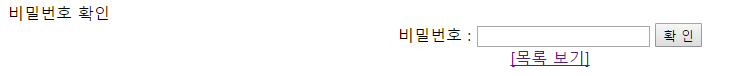 비밀번호 확인
비밀번호 : 확 인
[목록 보기]